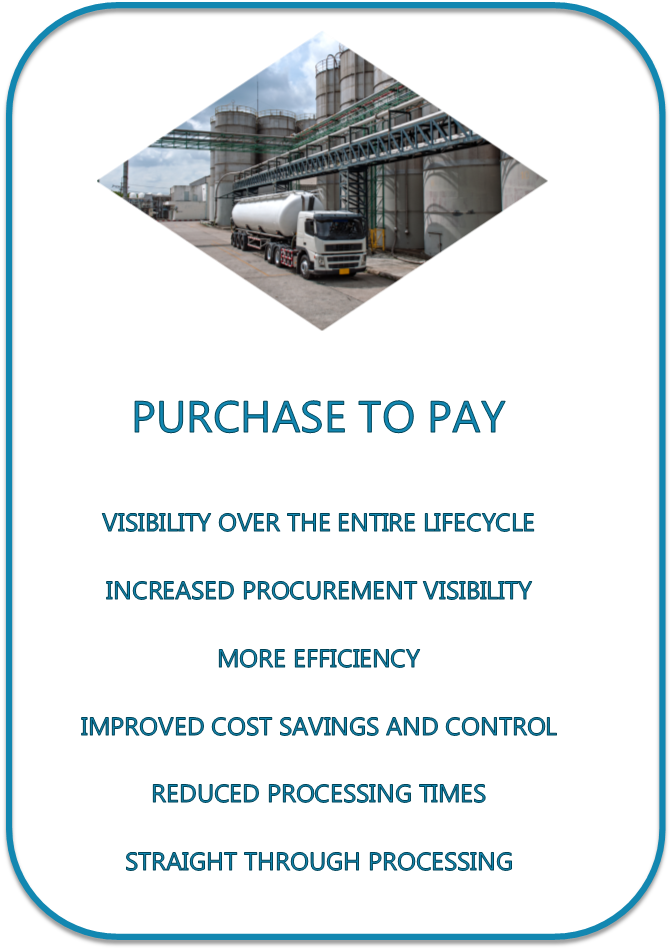 PURCHASE TO PAY
VISIBILITY OVER THE ENTIRE LIFECYCLE
INCREASED PROCUREMENT VISIBILITY
MORE EFFICIENCY
IMPROVED COST SAVINGS AND CONTROL
REDUCED PROCESSING TIMES
STRAIGHT THROUGH PROCESSING